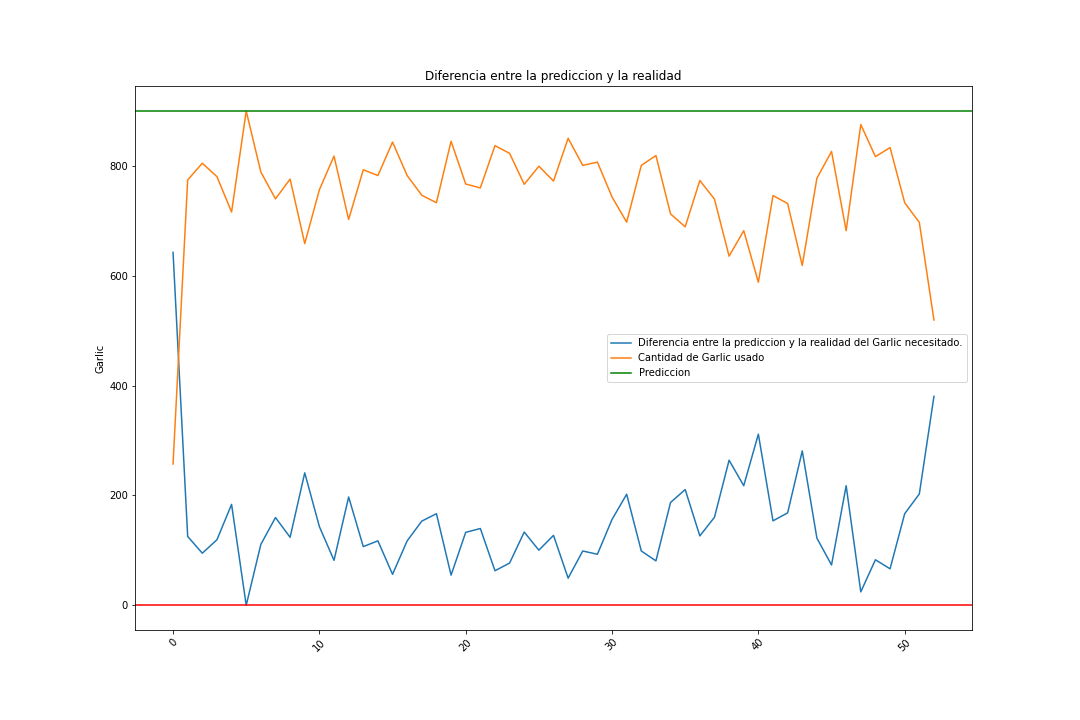 Diferencia entre la prediccion y la realidad
Garlic
800
600
400
200
0
Diferencia entre la prediccion y la realidad del Garlic necesitado.
Cantidad de Garlic usado
Prediccion
0
10
20
30
40
50